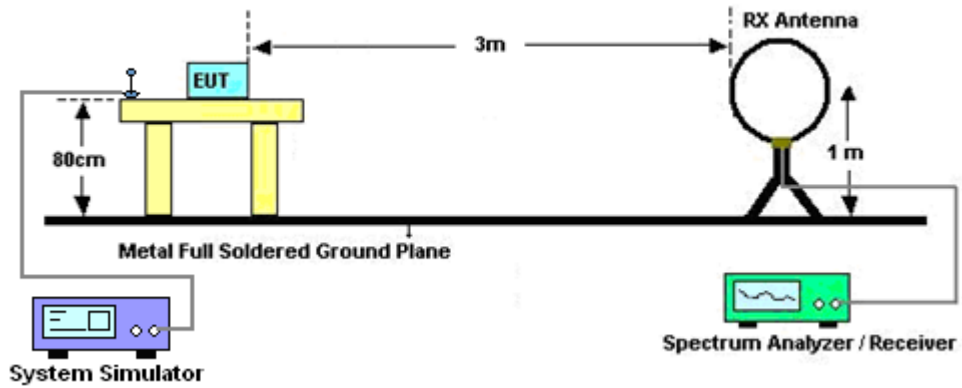 RX Antenna
3m
EUT
80cm
1 m
Metal Full Soldered Ground Plane
System Simulator
Spectrum Analyzer / Receiver